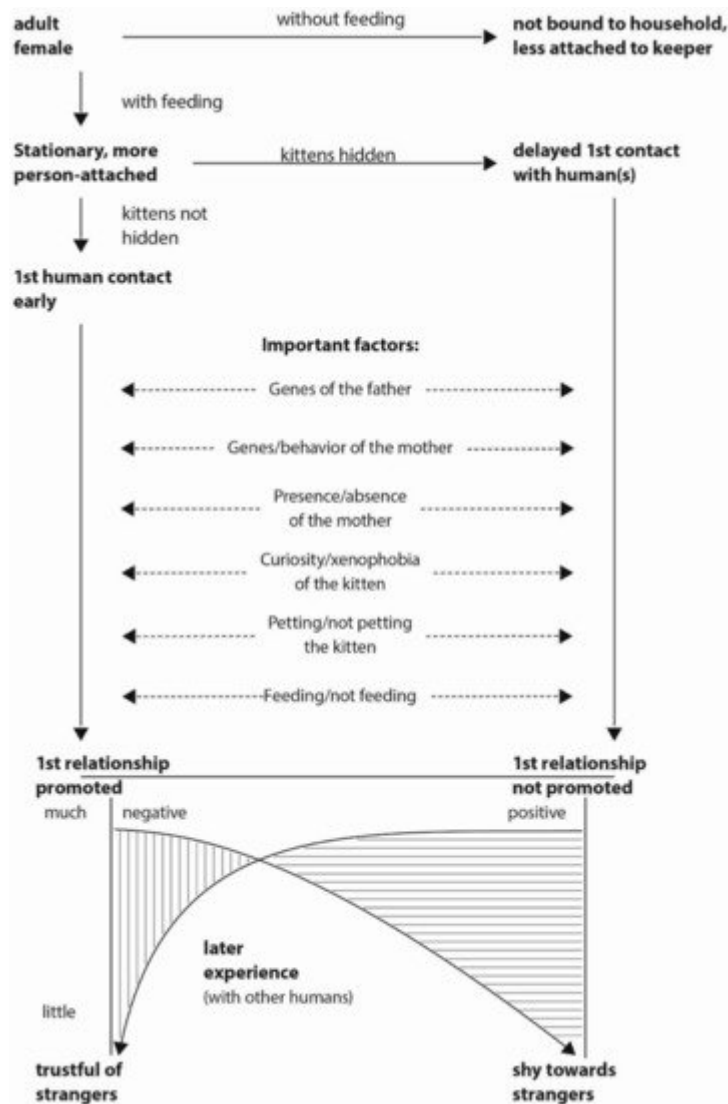 adult
female
without feeding
not bound to household,
less attached to keeper
with feeding
Stationary, more
person-attached
kittens hidden
delayed 1st contact
with human(s)
kittens not
hidden
1st human contact
early
Important factors:
Genes of the father
Genes/behavior of the mother
Presence/absence
of the mother
Curiosity/xenophobia
of the kitten
Petting/not petting
the kitten
Feeding/not feeding
1st relationship
promoted
1st relationship
not promoted
much
negative
positive
later
experience
(with other humans)
little
trustful of
strangers
shy towards
strangers